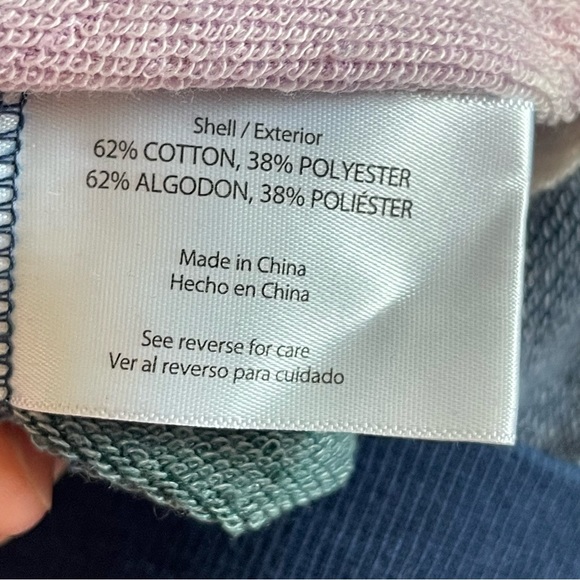 Shell / Exterior
62% COTTON, 38% POLYESTER
62% ALGODON, 38% POLIÉSTER
Made in China
Hecho en China
See reverse for care
Ver al reverso para cuidado